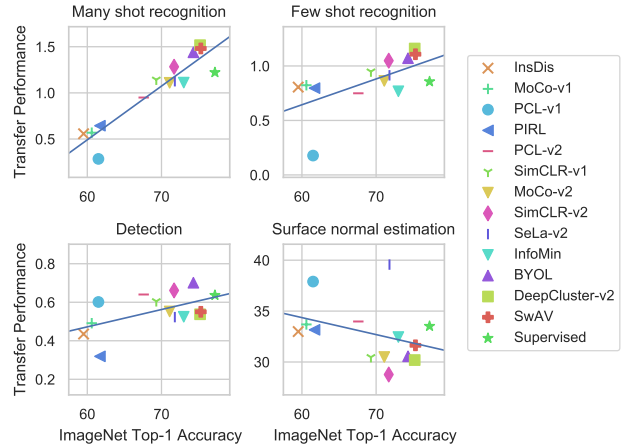 Many shot recognition
Few shot recognition
Transfer Performance
1.5
1.0
0.5
60
70
1.0
0.5
0.0
60
70
Detection
Surface normal estimation
Transfer Performance
0.8
0.6
0.4
0.2
60
70
ImageNet Top-1 Accuracy
40
35
30
60
70
ImageNet Top-1 Accuracy
InsDis
MoCo-v1
PCL-v1
PIRL
PCL-v2
SimCLR-v1
MoCo-v2
SimCLR-v2
SeLa-v2
InfoMin
BYOL
DeepCluster-v2
SwAV
Supervised